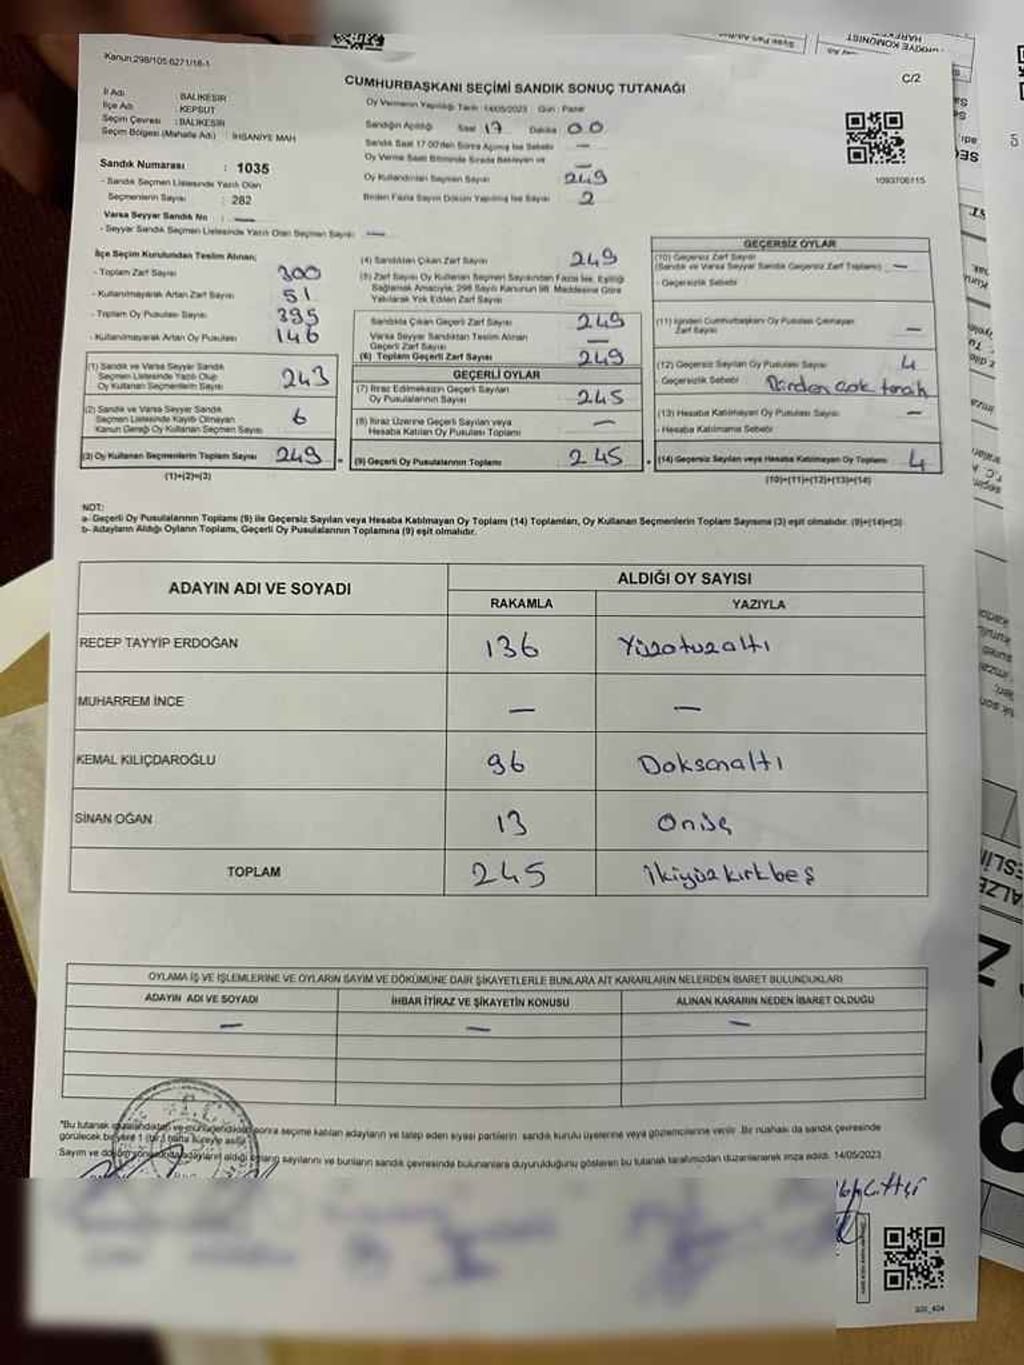 Kanun:298/105 6271/18-1
CUMHURBAŞKANI SEÇİMİ SANDIK SONUÇ TUTANAĞI
C/2
İl Adı : BALIKESİR
İlçe Adı : KEPSUT
Seçim Çevresi : BALIKESİR
Seçim Bölgesi (Mahalle Adı) : İHSANİYE MAH
Sandık Numarası : 1035
- Sandık Seçmen Listesinde Yazılı Olan
Seçmenlerin Sayısı : 282
Varsa Seyyar Sandık No : —
- Seyyar Sandık Seçmen Listesinde Yazılı Olan Seçmen Sayısı : —
Oy Vermenin Yapıldığı Tarih : 14/05/2023 Gün : Pazar
Sandığın Açıldığı Saat 17 Dakika 00
Sandık Saat 17:00'den Sonra Açılmış İse Sebebi —
Oy Verme Saati Bitiminde Sırada Bekleyen —
Oy Kullandırılan Seçmen Sayısı 249
Birden Fazla Sayım Döküm Yapılmış İse Sayısı 2
1093706115
İlçe Seçim Kurulundan Teslim Alınan;
- Toplam Zarf Sayısı 300
- Kullanılmayarak Artan Zarf Sayısı 51
- Toplam Oy Pusulası Sayısı 395
- Kullanılmayarak Artan Oy Pusulası 146
(1) Sandık ve Varsa Seyyar Sandık
Seçmen Listesinde Yazılı Olup
Oy Kullanan Seçmenlerin Sayısı 243
(2) Sandık ve Varsa Seyyar Sandık
Seçmen Listesinde Kayıtlı Olmayan
Kanun Gereği Oy Kullanan Seçmen Sayısı 6
(3) Oy Kullanan Seçmenlerin Toplam Sayısı 249
(1)+(2)=(3)
(4) Sandıktan Çıkan Zarf Sayısı 249
(5) Zarf Sayısı Oy Kullanan Seçmen Sayısından Fazla İse, Eşitliği
Sağlamak Amacıyla; 298 Sayılı Kanunun 98. Maddesine Göre
Yakılarak Yok Edilen Zarf Sayısı
Sandıkta Çıkan Geçerli Zarf Sayısı 249
Varsa Seyyar Sandıktan Teslim Alınan
Geçerli Zarf Sayısı —
(6) Toplam Geçerli Zarf Sayısı 249
GEÇERLİ OYLAR
(7) İtiraz Edilmeksizin Geçerli Sayılan
Oy Pusulalarının Sayısı 245
(8) İtiraz Üzerine Geçerli Sayılan veya
Hesaba Katılan Oy Pusulası Toplamı —
(9) Geçerli Oy Pusulalarının Toplamı 245
GEÇERSİZ OYLAR
(10) Geçersiz Zarf Sayısı
(Sandık ve Varsa Seyyar Sandık Geçersiz Zarf Toplamı) —
- Geçersizlik Sebebi
(11) İçinden Cumhurbaşkanı Oy Pusulası Çıkmayan
Zarf Sayısı —
(12) Geçersiz Sayılan Oy Pusulası Sayısı 4
- Geçersizlik Sebebi Birden çok tercih
(13) Hesaba Katılmayan Oy Pusulası Sayısı —
- Hesaba Katılmama Sebebi
(14) Geçersiz Sayılan veya Hesaba Katılmayan Oy Toplamı 4
(10)+(11)+(12)+(13)=(14)
NOT:
a- Geçerli Oy Pusulalarının Toplamı (9) ile Geçersiz Sayılan veya Hesaba Katılmayan Oy Toplamı (14) Toplamları, Oy Kullanan Seçmenlerin Toplam Sayısına (3) eşit olmalıdır. (9)+(14)=(3)
b- Adayların Aldığı Oyların Toplamı, Geçerli Oy Pusulalarının Toplamına (9) eşit olmalıdır.
ADAYIN ADI VE SOYADI
ALDIĞI OY SAYISI
RAKAMLA YAZIYLA
RECEP TAYYİP ERDOĞAN 136 Yüzotuzaltı
MUHARREM İNCE — —
KEMAL KILIÇDAROĞLU 96 Doksanaltı
SİNAN OĞAN 13 Onüç
TOPLAM 245 İkiyüzkırkbeş
OYLAMA İŞ VE İŞLEMLERİNE VE OYLARIN SAYIM VE DÖKÜMÜNE DAİR ŞİKAYETLERLE BUNLARA AİT KARARLARIN NELERDEN İBARET BULUNDUKLARI
ADAYIN ADI VE SOYADI İHBAR İTİRAZ VE ŞİKAYETİN KONUSU ALINAN KARARIN NEDEN İBARET OLDUĞU
— — —
*Bu tutanak sonra seçime katılan adayların ve talep eden siyasi partilerin sandık kurulu üyelerine veya gözlemcilerine verilir. Bir nüshası da sandık çevresinde
görülecek bir yere 1 (bir) hafta süreyle asılır.
Sayım ve aldığı oyların sayılarını ve bunların sandık çevresinde bulunanlara duyurulduğunu gösteren bu tutanak tarafımızdan düzenlenerek imza edildi. 14/05/2023